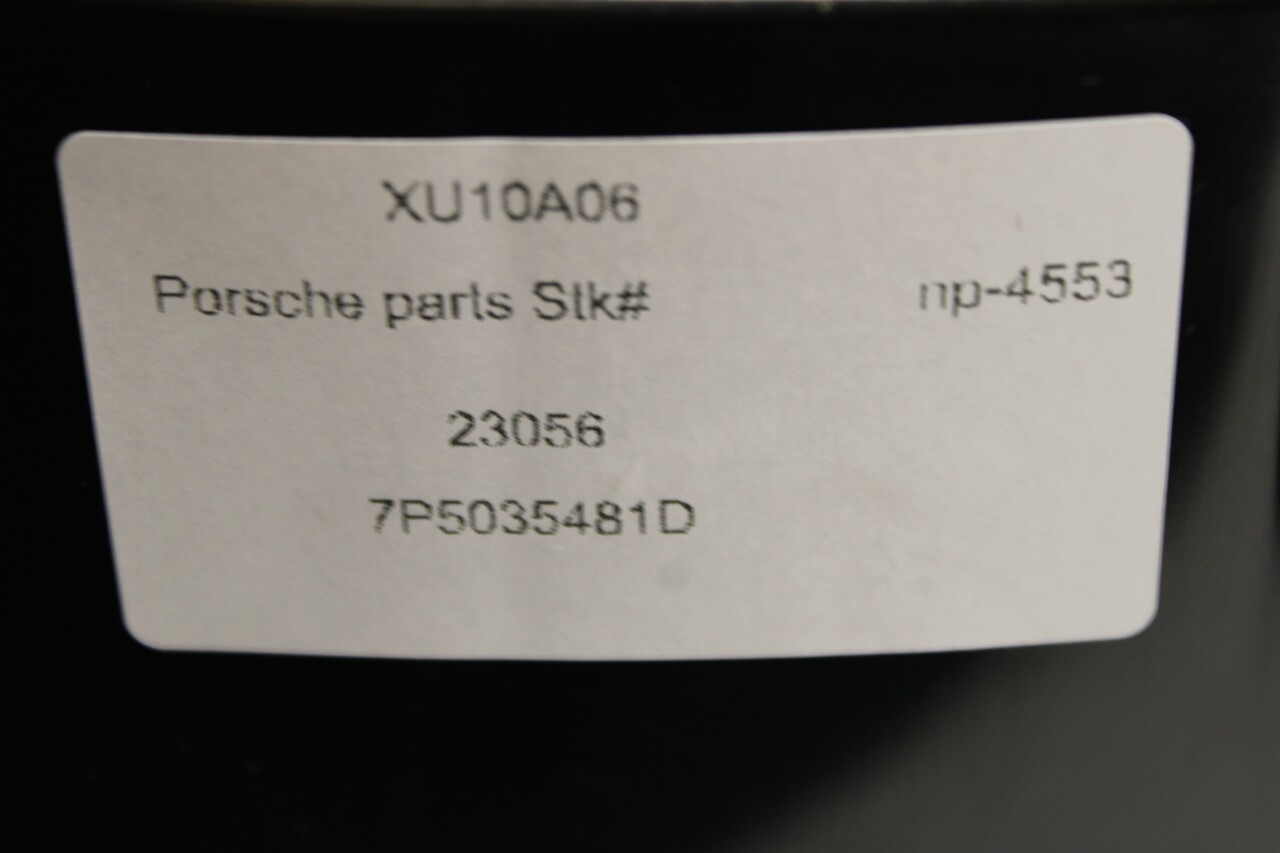 XU10A06
Porsche parts Stk# np-4553
23056
7P5035481D